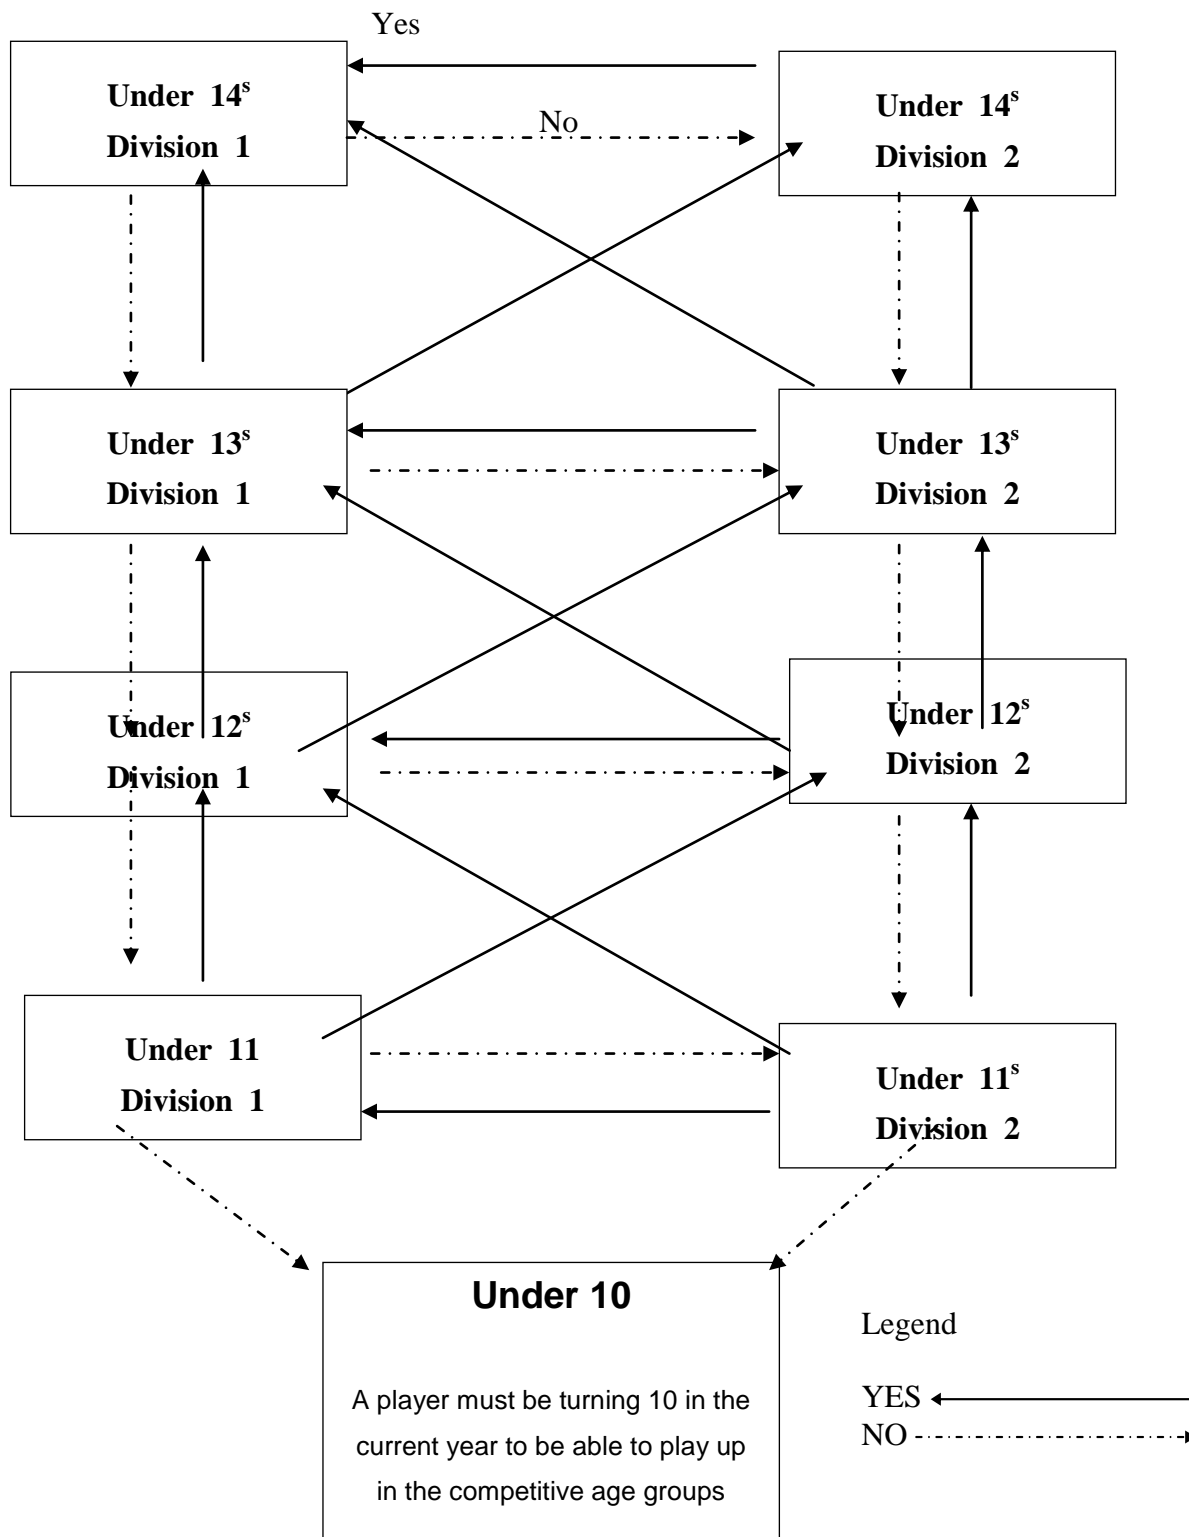 Yes
Under 14s
Division 1
No
Under 14s
Division 2
Under 13s
Division 1
Under 13s
Division 2
Under 12s
Division 1
Under 12s
Division 2
Under 11
Division 1
Under 11s
Division 2
Under 10
A player must be turning 10 in the
current year to be able to play up
in the competitive age groups
Legend
YES
NO